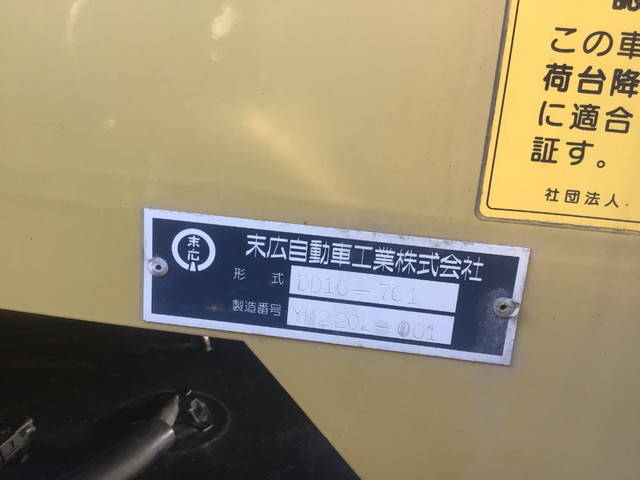 この車
荷台降
に適合
証す。
社団法人
末広
末広自動車工業株式会社
形式 DD10-761
製造番号